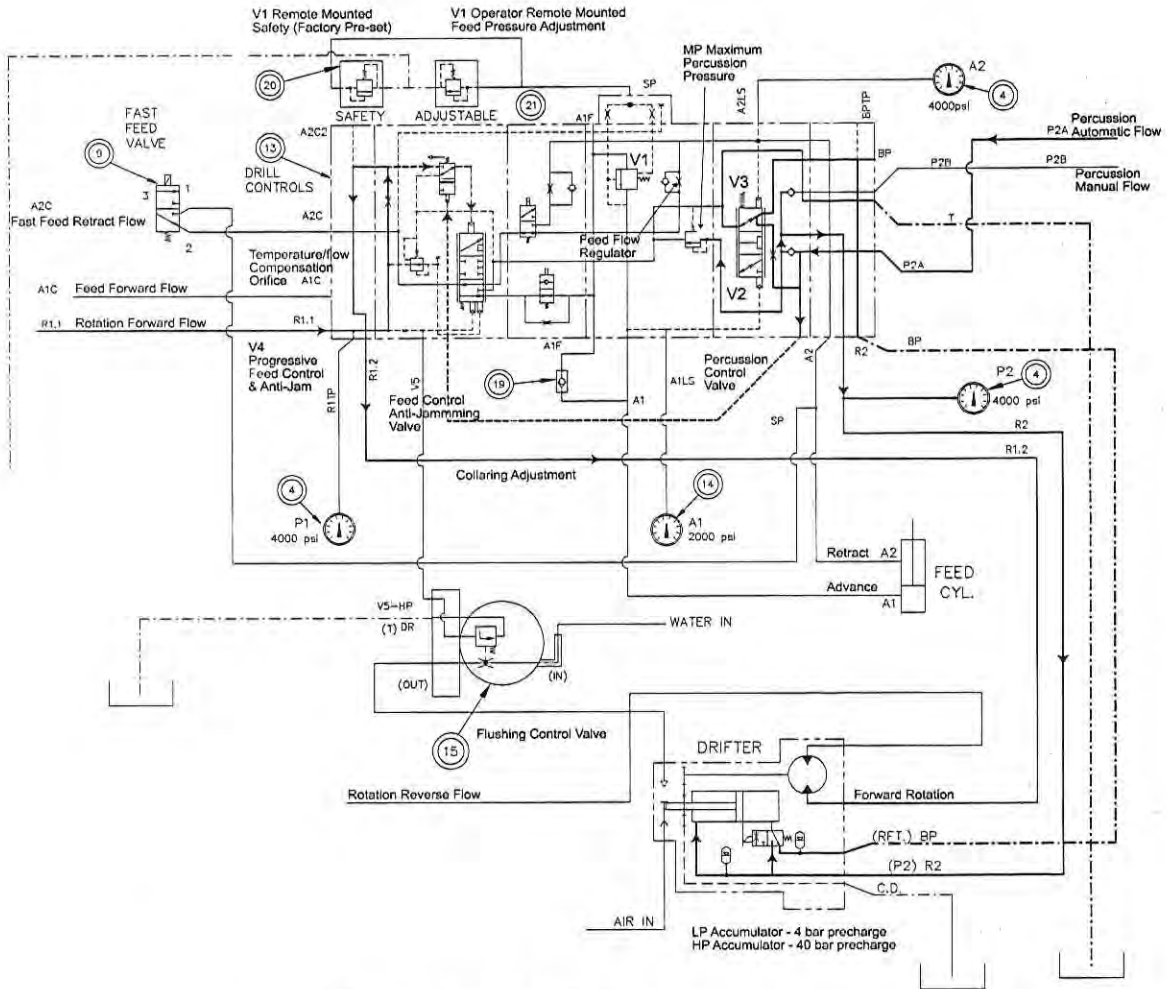 V1 Remote Mounted
Safety (Factory Pre-set)
V1 Operator Remote Mounted
Feed Pressure Adjustment
MP Maximum
Percussion
Pressure
A2
4
4000psi
20
21
SP
A2LS
BPTP
FAST
FEED
VALVE
SAFETY
ADJUSTABLE
A1F
A2C2
9
13
DRILL
CONTROLS
V1
BP
P2A
Percussion
Automatic Flow
P2B
P2B
Percussion
Manual Flow
3
1
2
A2C
Fast Feed Retract Flow
A2C
V3
T
Feed Flow
Regulator
P2A
Temperature/flow
Compensation
Orifice
A1C
V2
A1C
Feed Forward Flow
R1.1
Rotation Forward Flow
R1.1
V4
Progressive
Feed Control
& Anti-Jam
R1TP
R1.2
V5
Feed Control
Anti-Jammming
Valve
A1F
19
A1
A1LS
Percussion
Control
Valve
A2
R2
BP
P2
4
4000 psi
SP
R2
R1.2
Collaring Adjustment
4
P1
4000 psi
14
A1
2000 psi
Retract
A2
FEED
CYL.
Advance
A1
V5-HP
(T) DR
WATER IN
(OUT)
(IN)
15
Flushing Control Valve
DRIFTER
Rotation Reverse Flow
Forward Rotation
(RET.) BP
(P2) R2
C.D.
AIR IN
LP Accumulator - 4 bar precharge
HP Accumulator - 40 bar precharge